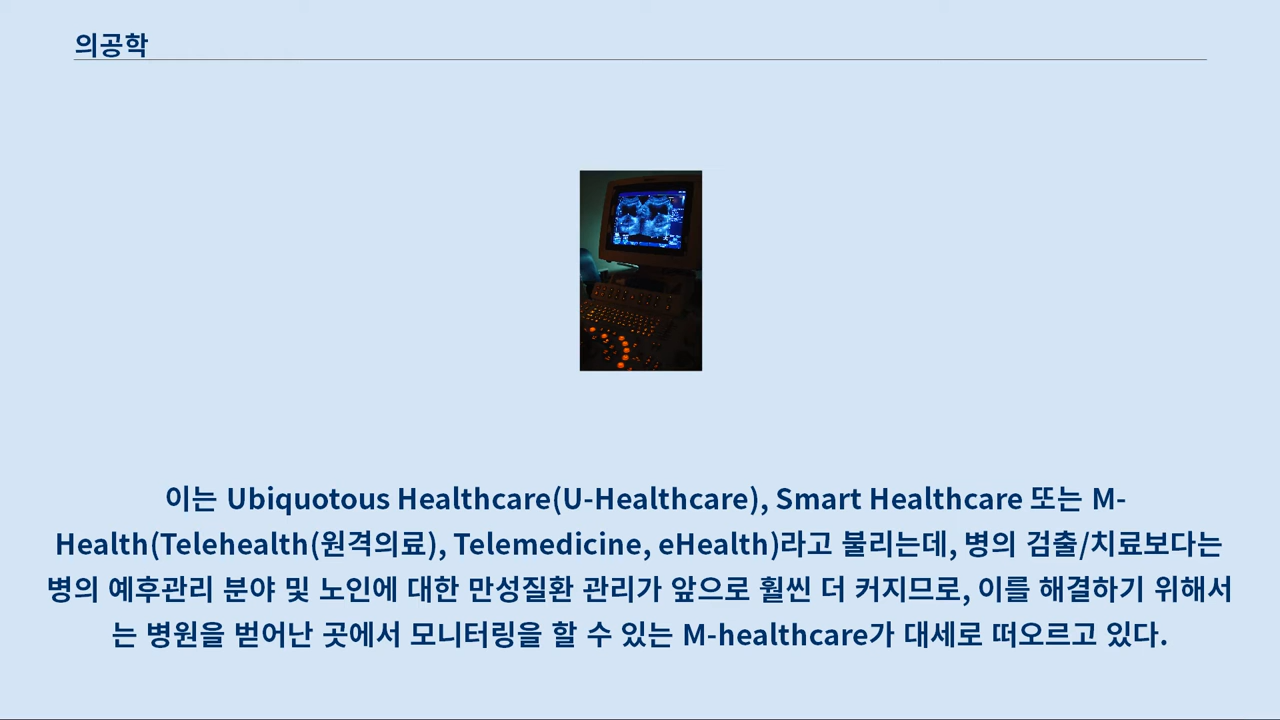 의공학
이는 Ubiquotous Healthcare(U-Healthcare), Smart Healthcare 또는 M-
Health(Telehealth(원격의료), Telemedicine, eHealth)라고 불리는데, 병의 검출/치료보다는
병의 예후관리 분야 및 노인에 대한 만성질환 관리가 앞으로 훨씬 더 커지므로, 이를 해결하기 위해서
는 병원을 벋어난 곳에서 모니터링을 할 수 있는 M-healthcare가 대세로 떠오르고 있다.